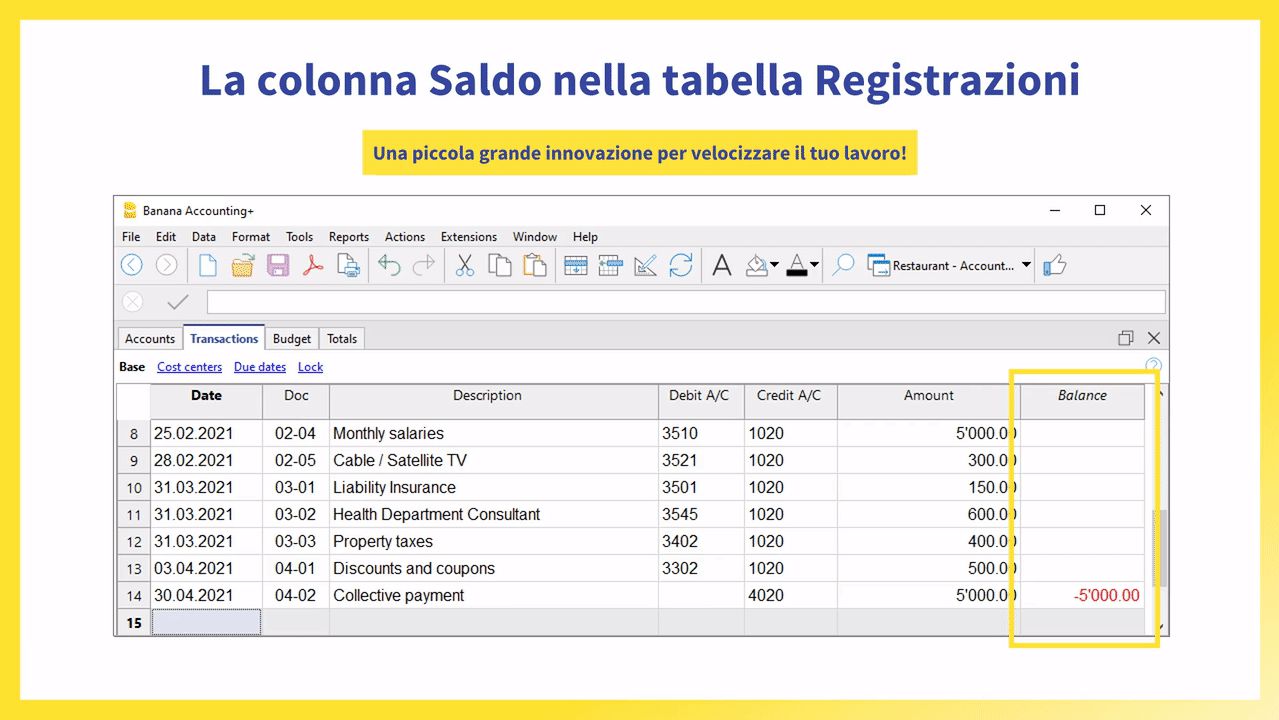 La colonna Saldo nella tabella Registrazioni
Una piccola grande innovazione per velocizzare il tuo lavoro!
Banana Accounting+
File Edit Data Format Tools Reports Actions Extensions Window Help
Restaurant - Account...
Accounts Transactions Budget Totals
Base Cost centers Due dates Lock
Date Doc Description Debit A/C Credit A/C Amount Balance
8 25.02.2021 02-04 Monthly salaries 3510 1020 5'000.00
9 28.02.2021 02-05 Cable / Satellite TV 3521 1020 300.00
10 31.03.2021 03-01 Liability Insurance 3501 1020 150.00
11 31.03.2021 03-02 Health Department Consultant 3545 1020 600.00
12 31.03.2021 03-03 Property taxes 3402 1020 400.00
13 03.04.2021 04-01 Discounts and coupons 3302 1020 500.00
14 30.04.2021 04-02 Collective payment 4020 5'000.00 -5'000.00
15